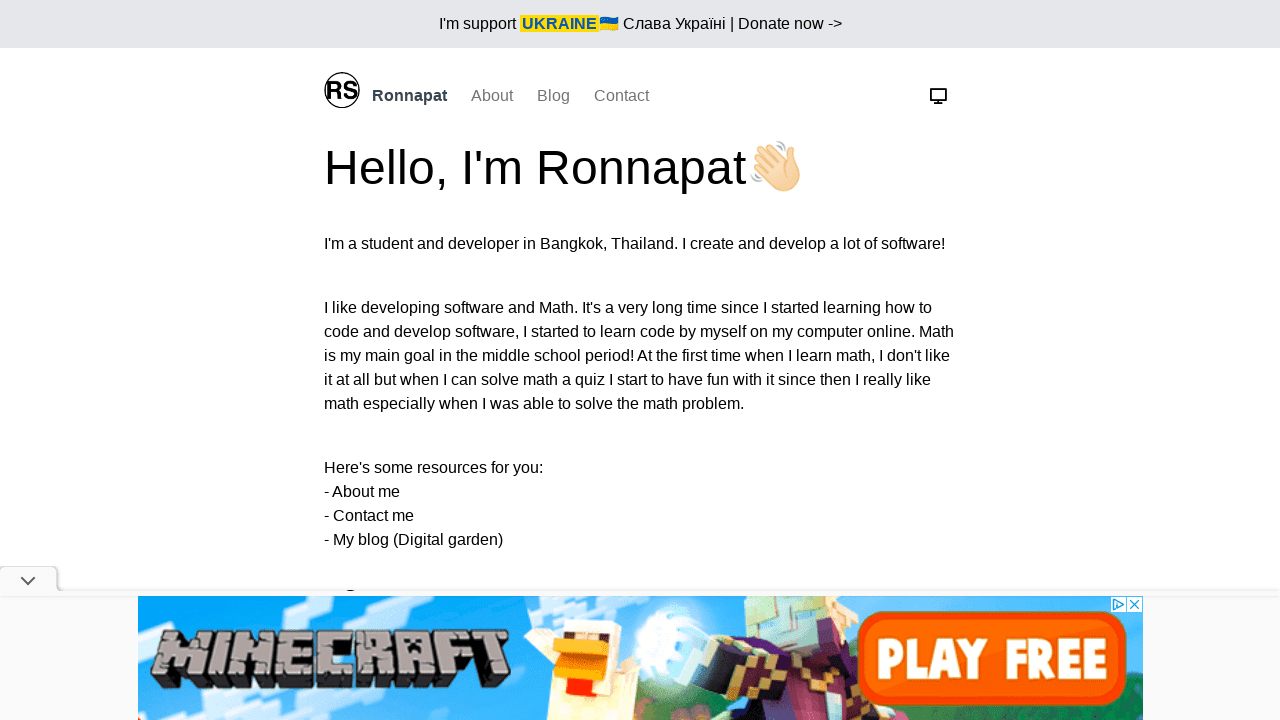 I'm support UKRAINE🇺🇦 Слава Україні | Donate now ->
RS Ronnapat About Blog Contact
Hello, I'm Ronnapat👋🏻
I'm a student and developer in Bangkok, Thailand. I create and develop a lot of software!
I like developing software and Math. It's a very long time since I started learning how to
code and develop software, I started to learn code by myself on my computer online. Math
is my main goal in the middle school period! At the first time when I learn math, I don't like
it at all but when I can solve math a quiz I start to have fun with it since then I really like
math especially when I was able to solve the math problem.
Here's some resources for you:
- About me
- Contact me
- My blog (Digital garden)
MINECRAFT
PLAY FREE